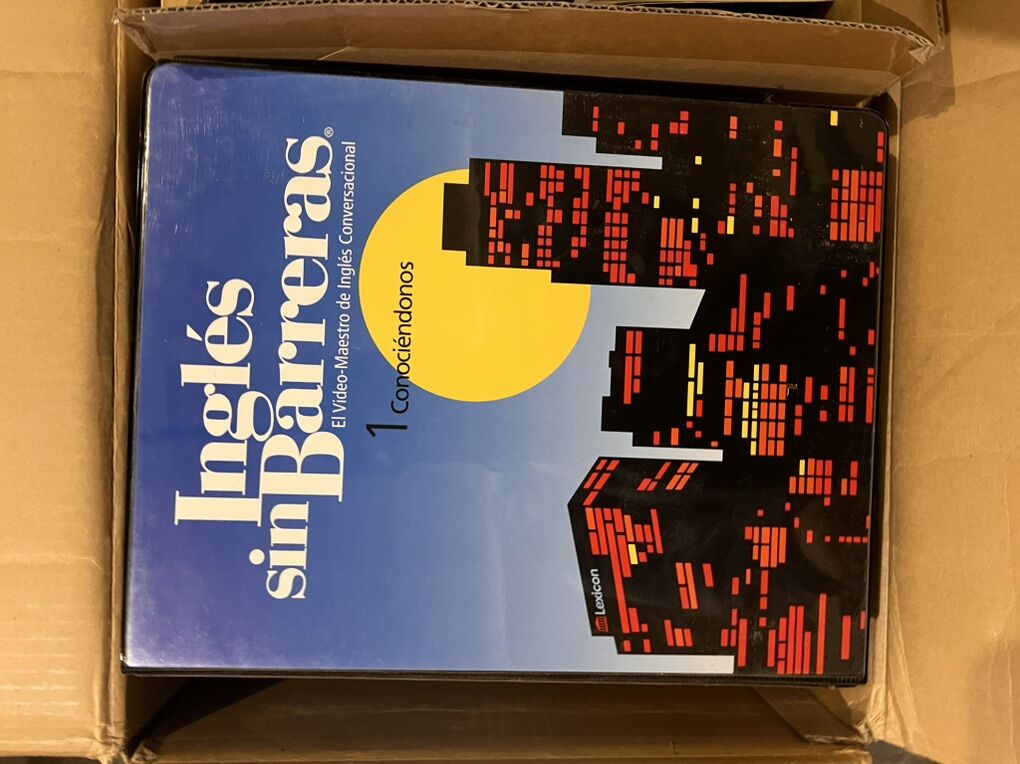 Inglés
sin Barreras®
El Video-Maestro de Inglés Conversacional
1 Conociéndonos
Lexicon